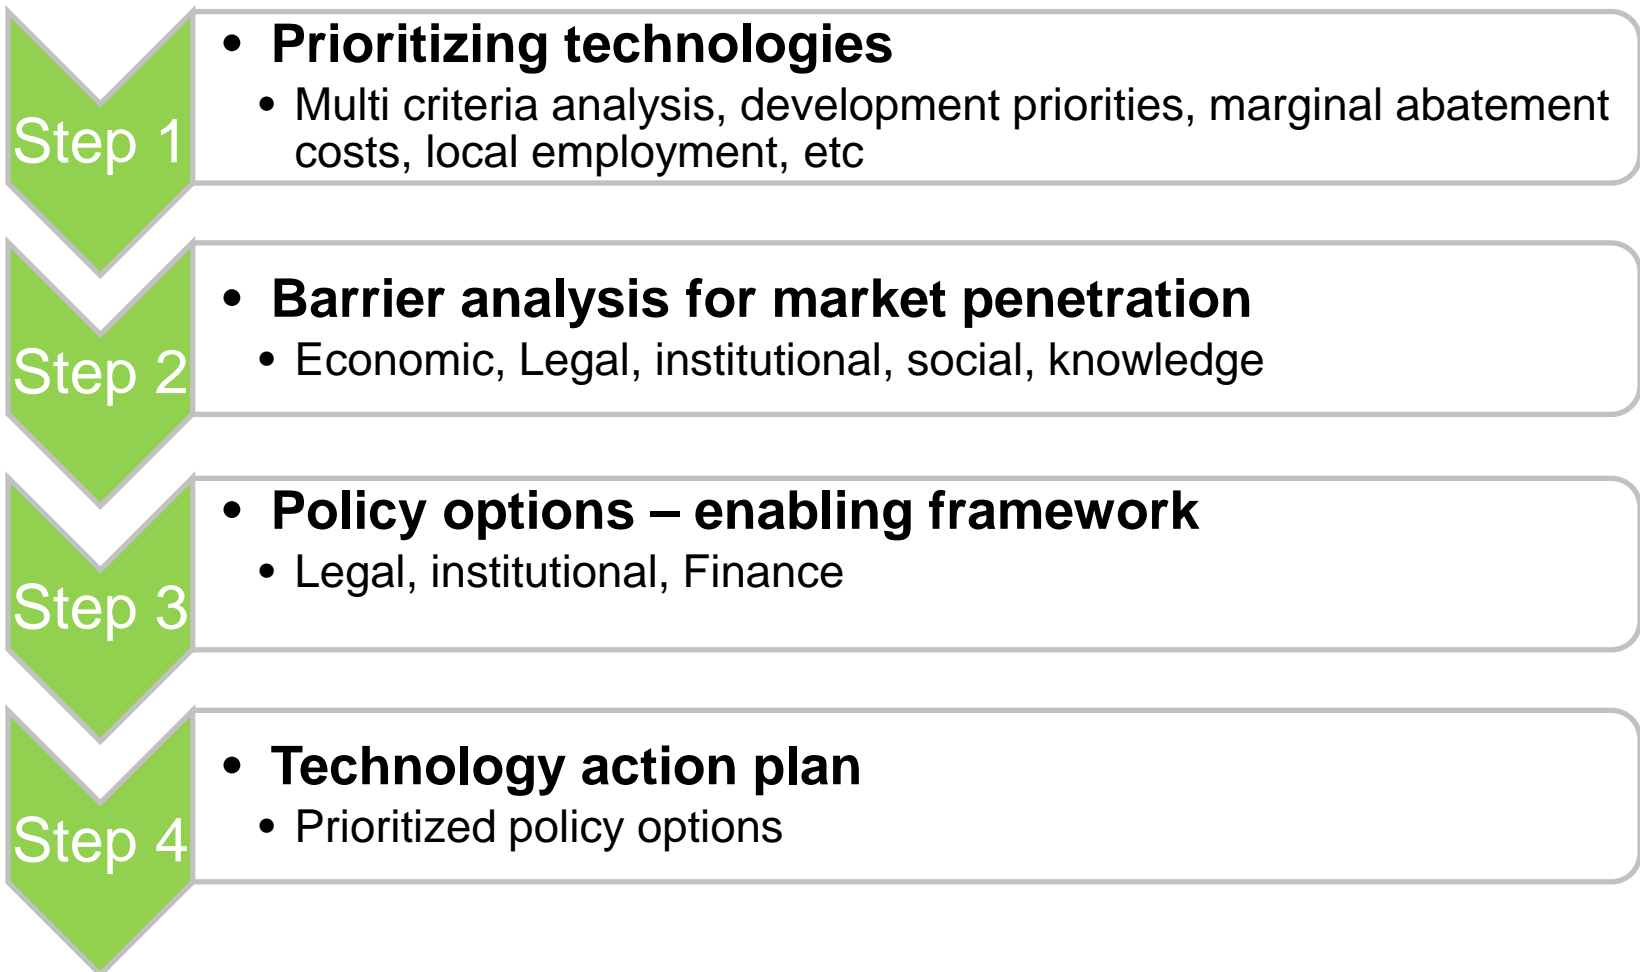 Step 1
• Prioritizing technologies
• Multi criteria analysis, development priorities, marginal abatement
costs, local employment, etc
Step 2
• Barrier analysis for market penetration
• Economic, Legal, institutional, social, knowledge
Step 3
• Policy options – enabling framework
• Legal, institutional, Finance
Step 4
• Technology action plan
• Prioritized policy options